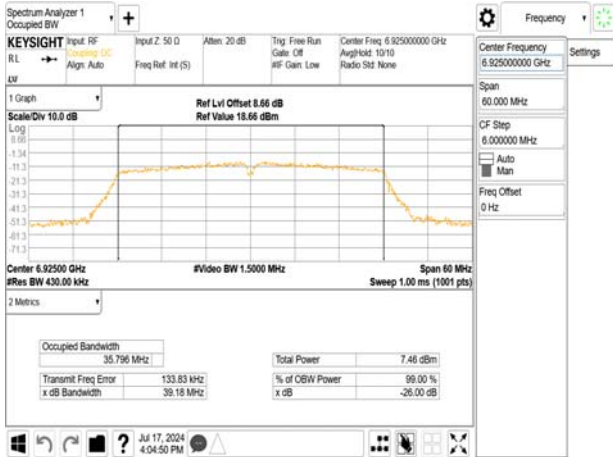 Spectrum Analyzer 1
Occupied BW
Frequency
Settings
KEYSIGHT
RL
Input: RF
Coupling: DC
Align: Auto
Input Z: 50 Ω
Freq Ref: Int (S)
Atten: 20 dB
Trig: Free Run
Gate: Off
#IF Gain: Low
Center Freq: 6.925000000 GHz
Avg|Hold: 10/10
Radio Std: None
1 Graph
Scale/Div 10.0 dB
Ref Lvl Offset 8.66 dB
Ref Value 18.66 dBm
Log
8.66
-1.34
-11.3
-21.3
-31.3
-41.3
-51.3
-61.3
-71.3
Center 6.92500 GHz
#Res BW 430.00 kHz
#Video BW 1.5000 MHz
Span 60 MHz
Sweep 1.00 ms (1001 pts)
2 Metrics
Occupied Bandwidth
35.796 MHz
Total Power
7.46 dBm
Transmit Freq Error
133.83 kHz
% of OBW Power
99.00 %
x dB Bandwidth
39.18 MHz
x dB
-26.00 dB
Jul 17, 2024
4:04:50 PM
Center Frequency
6.925000000 GHz
Span
60.000 MHz
CF Step
6.000000 MHz
Auto
Man
Freq Offset
0 Hz